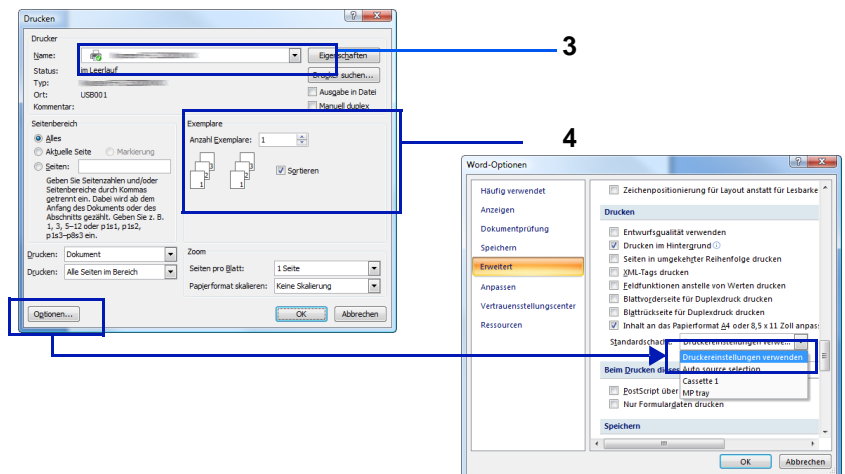 Drucken
Drucker
Name:
Eigenschaften
Status: im Leerlauf
Drucker suchen...
Typ:
Ort: USB001
Ausgabe in Datei
Kommentar:
Manuell duplex
3
Seitenbereich
Alles
Aktuelle Seite Markierung
Seiten:
Geben Sie Seitenzahlen und/oder
Seitenbereiche durch Kommas
getrennt ein. Dabei wird ab dem
Anfang des Dokuments oder des
Abschnitts gezählt. Geben Sie z. B.
1, 3, 5–12 oder p1s1, p1s2,
p1s3–p8s3 ein.
Exemplare
Anzahl Exemplare: 1
3 3
2 2
1 1
Sortieren
4
Drucken: Dokument
Drucken: Alle Seiten im Bereich
Zoom
Seiten pro Blatt: 1 Seite
Papierformat skalieren: Keine Skalierung
Optionen... OK Abbrechen
Word-Optionen
Häufig verwendet
Anzeigen
Dokumentprüfung
Speichern
Erweitert
Anpassen
Vertrauensstellungscenter
Ressourcen
Zeichenpositionierung für Layout anstatt für Lesbarke
Drucken
Entwurfsqualität verwenden
Drucken im Hintergrund
Seiten in umgekehrter Reihenfolge drucken
XML-Tags drucken
Feldfunktionen anstelle von Werten drucken
Blattvorderseite für Duplexdruck drucken
Blattrückseite für Duplexdruck drucken
Inhalt an das Papierformat A4 oder 8,5 x 11 Zoll anpas
Standardschacht: Druckereinstellungen verwe...
Druckereinstellungen verwenden
Auto source selection
Cassette 1
MP tray
Beim Drucken dieses
PostScript über
Nur Formulardaten drucken
Speichern
OK Abbrechen